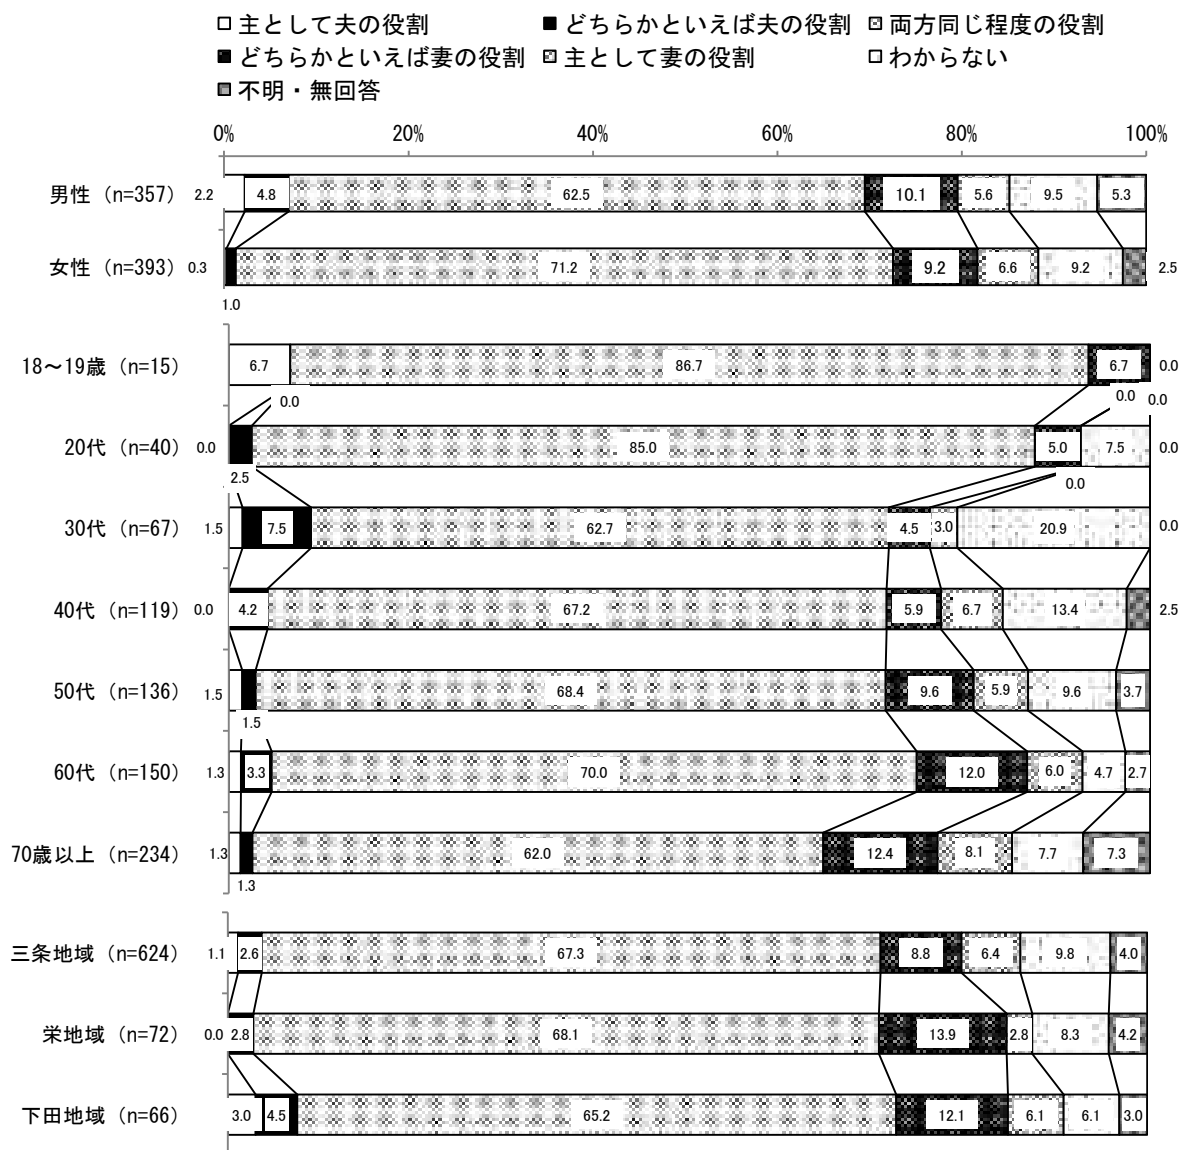 □ 主として夫の役割 ■ どちらかといえば夫の役割 両方同じ程度の役割
どちらかといえば妻の役割 主として妻の役割 □ わからない
不明・無回答
0% 20% 40% 60% 80% 100%
男性 (n=357) 2.2 4.8 62.5 10.1 5.6 9.5 5.3
女性 (n=393) 0.3 71.2 9.2 6.6 9.2 2.5
1.0
18～19歳 (n=15) 6.7 86.7 6.7 0.0
0.0 0.0 0.0
20代 (n=40) 0.0 85.0 5.0 7.5 0.0
2.5 0.0
30代 (n=67) 1.5 7.5 62.7 4.5 3.0 20.9 0.0
40代 (n=119) 0.0 4.2 67.2 5.9 6.7 13.4 2.5
50代 (n=136) 1.5 68.4 9.6 5.9 9.6 3.7
1.5
60代 (n=150) 1.3 3.3 70.0 12.0 6.0 4.7 2.7
70歳以上 (n=234) 1.3 62.0 12.4 8.1 7.7 7.3
1.3
三条地域 (n=624) 1.1 2.6 67.3 8.8 6.4 9.8 4.0
栄地域 (n=72) 0.0 2.8 68.1 13.9 2.8 8.3 4.2
下田地域 (n=66) 3.0 4.5 65.2 12.1 6.1 6.1 3.0